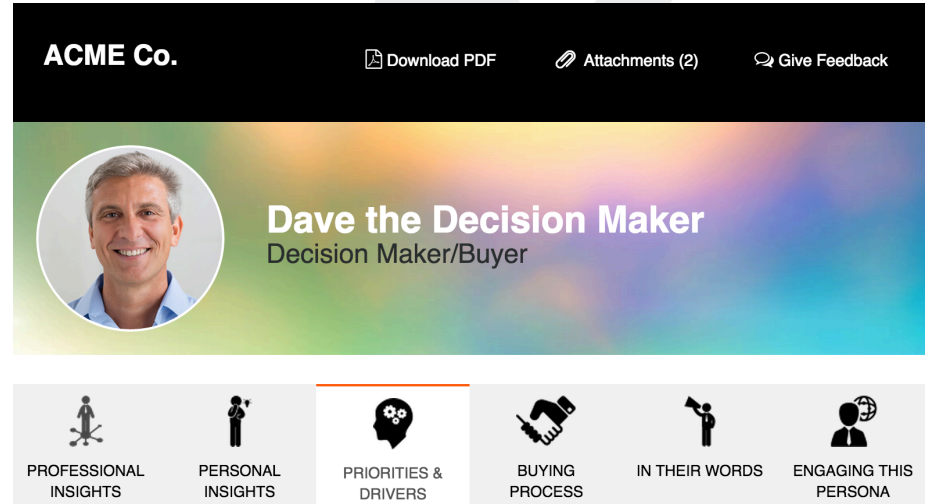 ACME Co.
Download PDF
Attachments (2)
Give Feedback
Dave the Decision Maker
Decision Maker/Buyer
PROFESSIONAL
INSIGHTS
PERSONAL
INSIGHTS
PRIORITIES &
DRIVERS
BUYING
PROCESS
IN THEIR WORDS
ENGAGING THIS
PERSONA